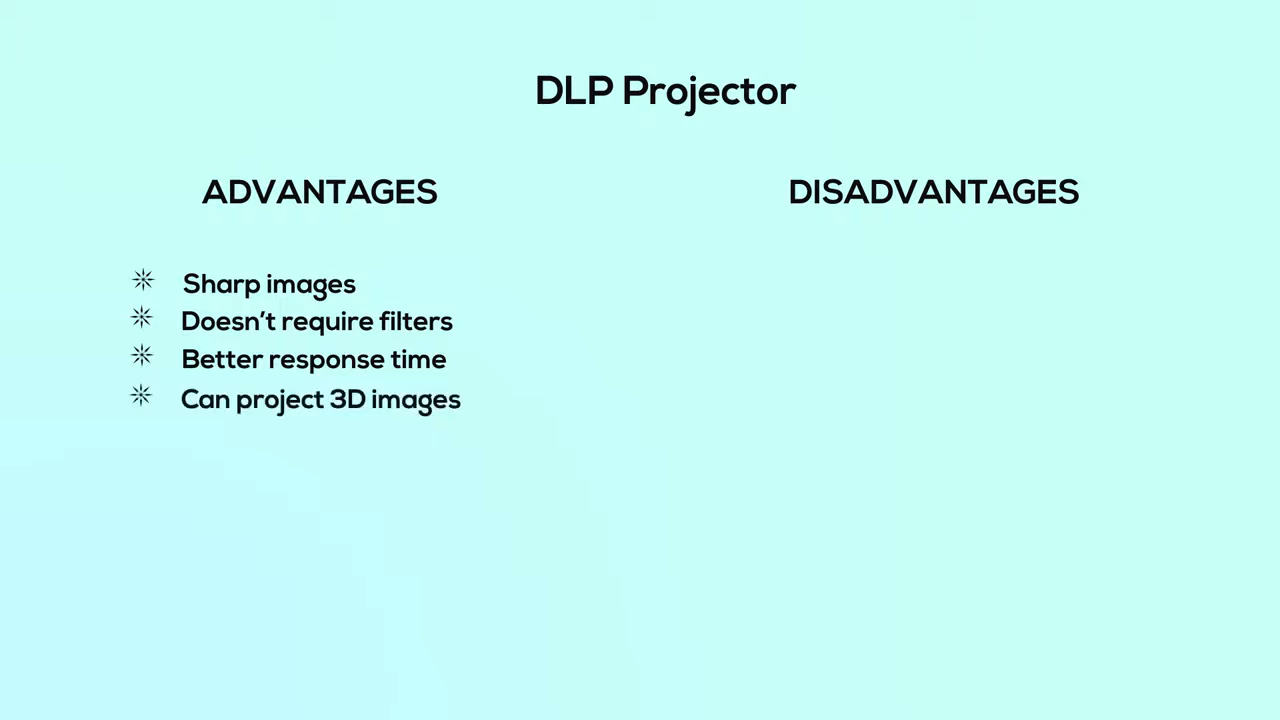 DLP Projector
ADVANTAGES
DISADVANTAGES
Sharp images
Doesn’t require filters
Better response time
Can project 3D images